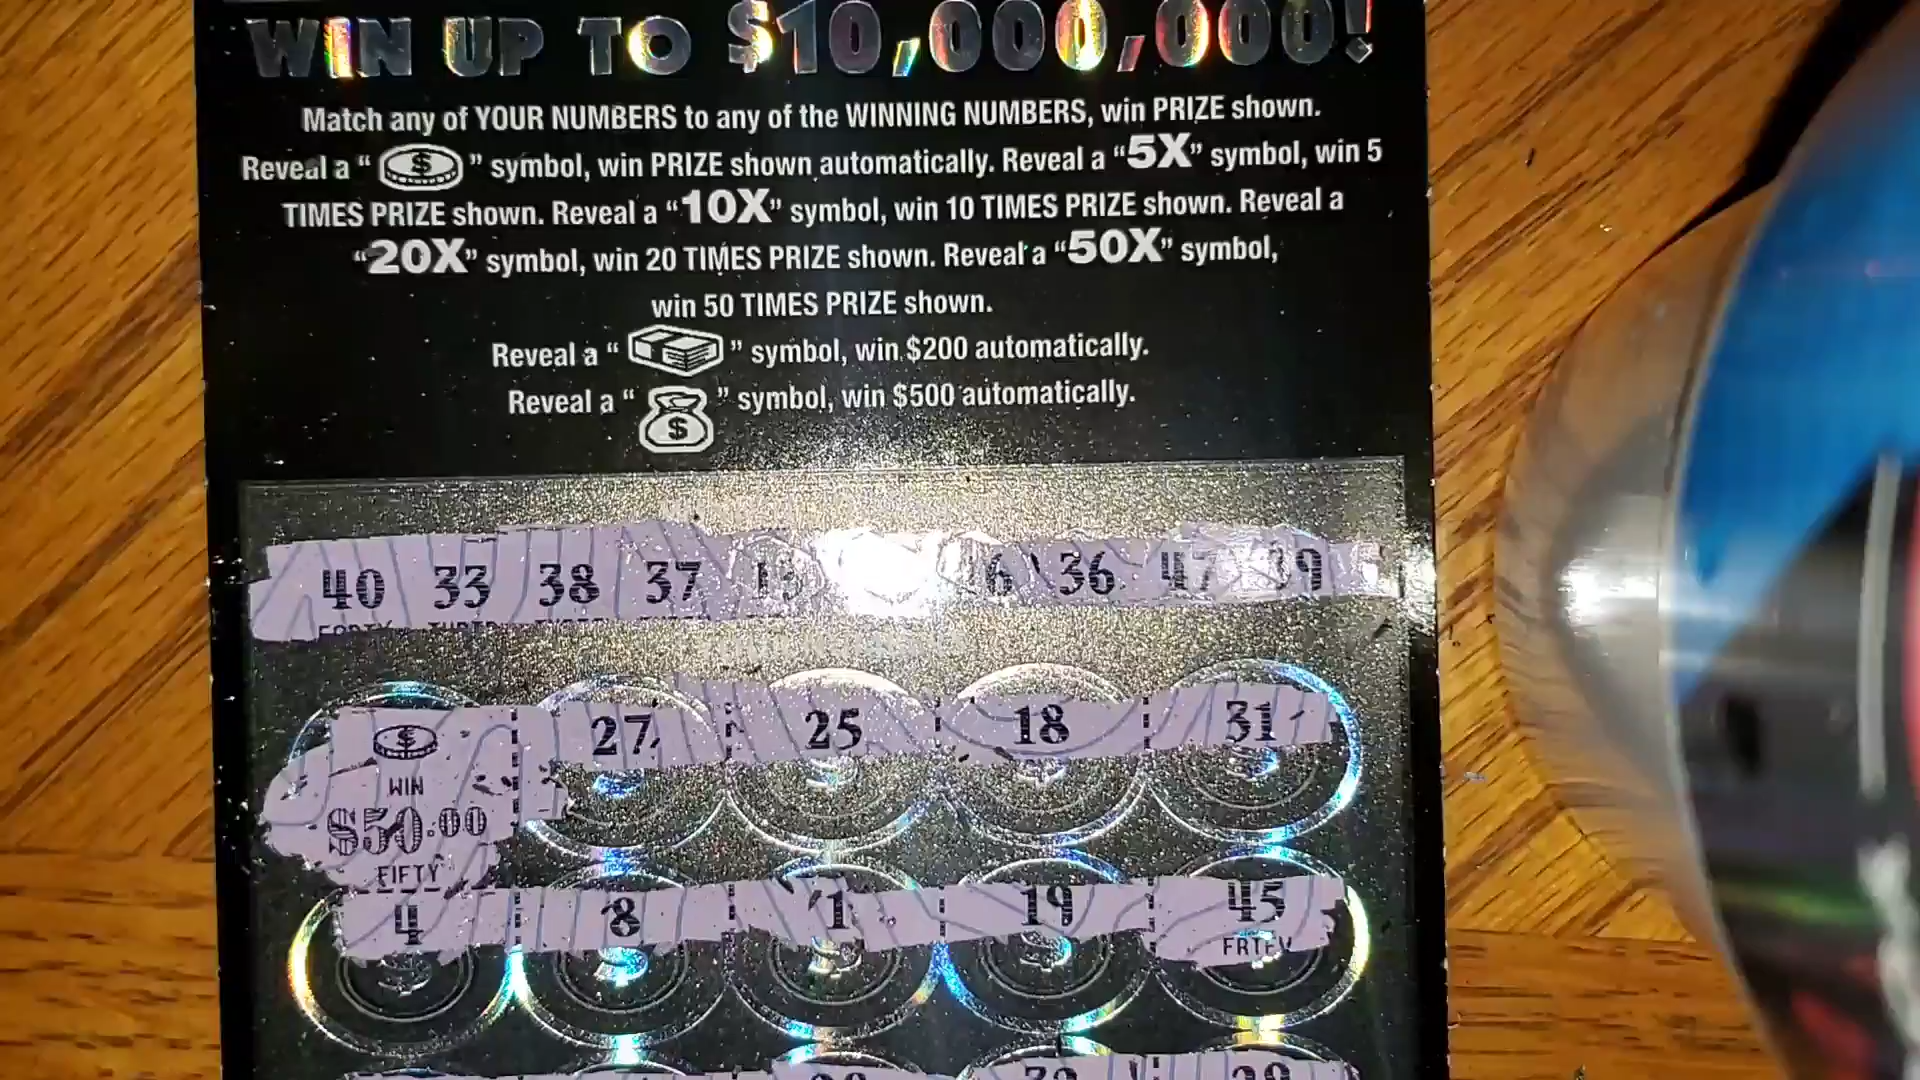 WIN UP TO $10,000,000!
Match any of YOUR NUMBERS to any of the WINNING NUMBERS, win PRIZE shown.
Reveal a “ $ ” symbol, win PRIZE shown automatically. Reveal a “5X” symbol, win 5
TIMES PRIZE shown. Reveal a “10X” symbol, win 10 TIMES PRIZE shown. Reveal a
“20X” symbol, win 20 TIMES PRIZE shown. Reveal a “50X” symbol,
win 50 TIMES PRIZE shown.
Reveal a “ ” symbol, win $200 automatically.
Reveal a “ $ ” symbol, win $500 automatically.
40 33 38 37 36 47 39
$ 27 25 18 31
WIN
$50.00
FIFTY
4 8 1 19 45
FRTFV